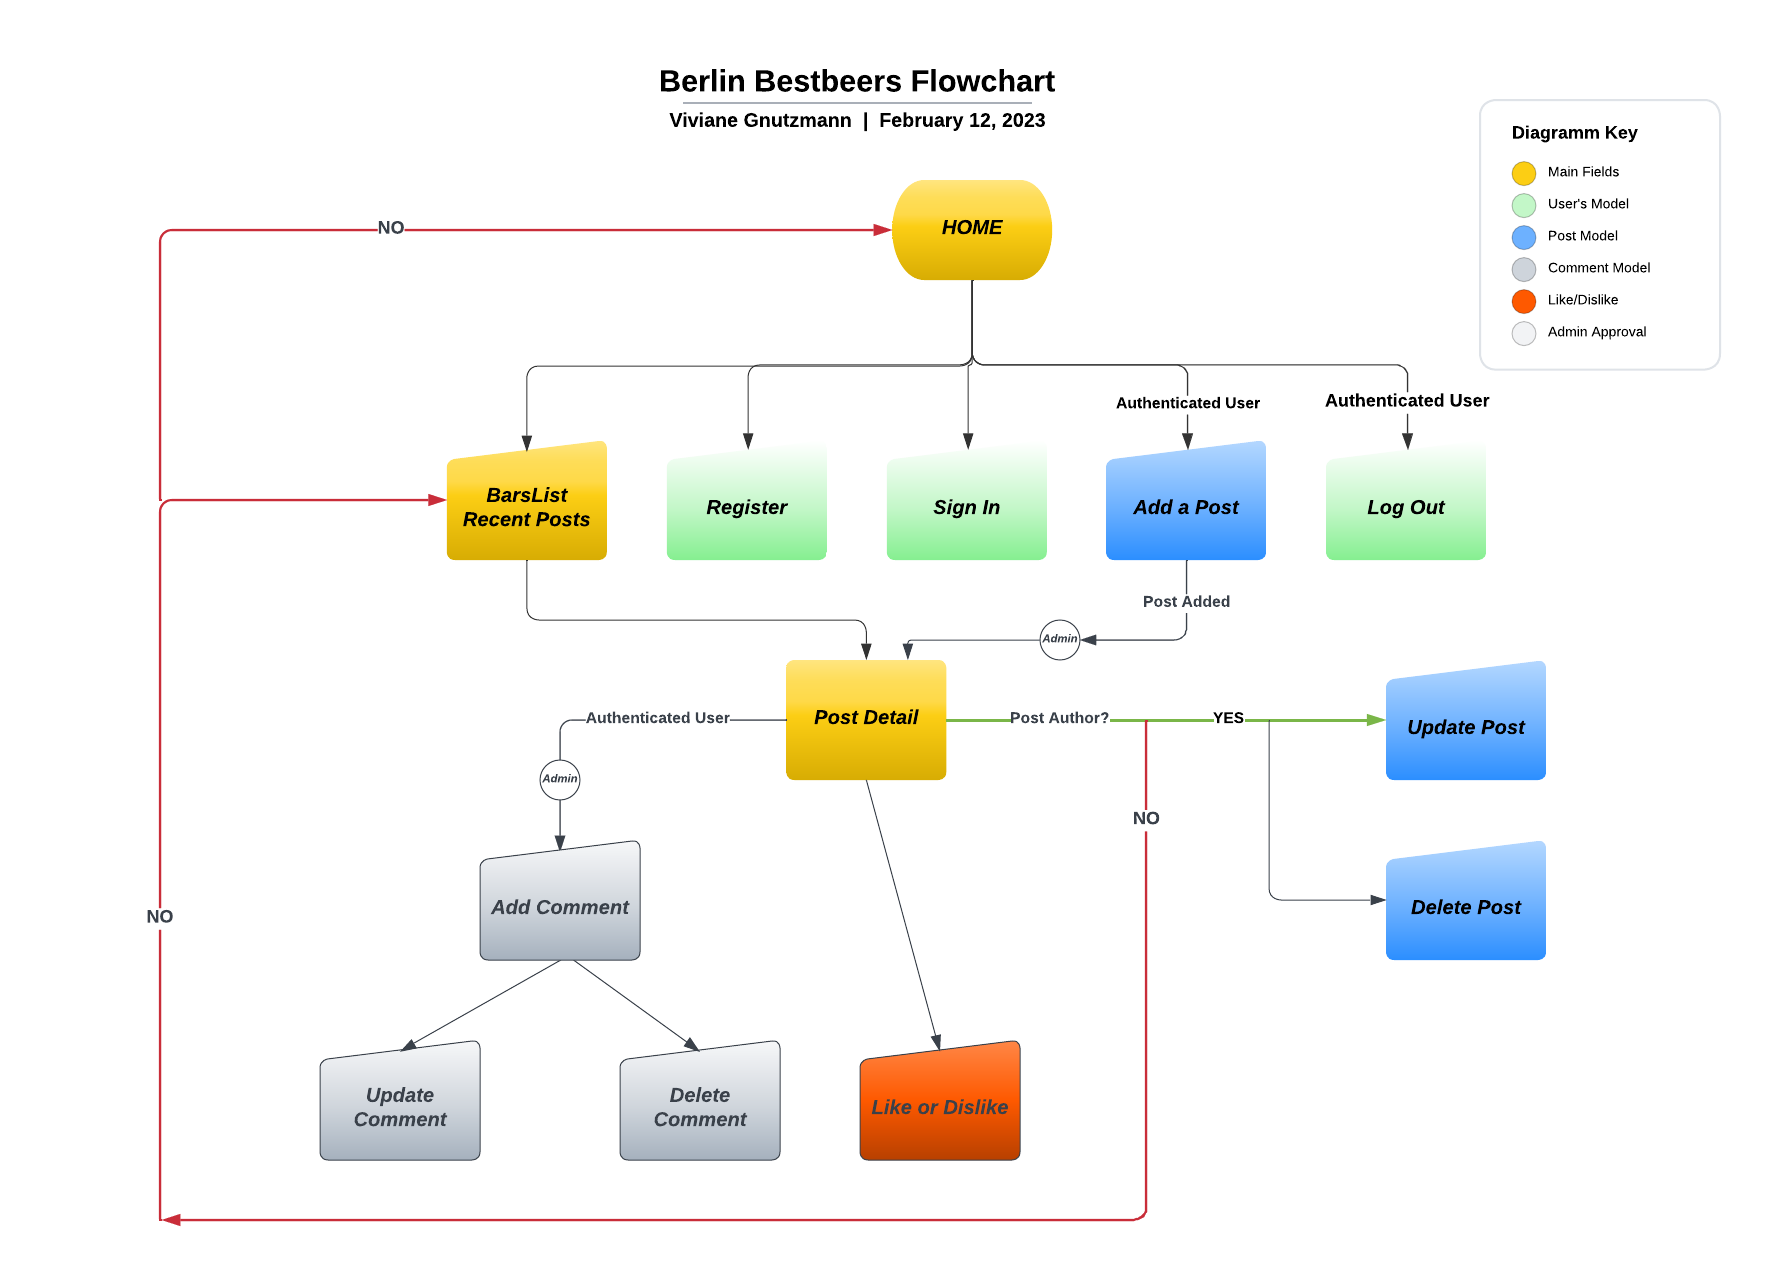 Berlin Bestbeers Flowchart
Viviane Gnutzmann | February 12, 2023
Diagramm Key
Main Fields
User's Model
Post Model
Comment Model
Like/Dislike
Admin Approval
NO
HOME
Authenticated User
Authenticated User
BarsList
Recent Posts
Register
Sign In
Add a Post
Log Out
Post Added
Admin
Authenticated User
Post Detail
Post Author?
YES
Update Post
Admin
NO
Add Comment
Delete Post
NO
Update
Comment
Delete
Comment
Like or Dislike